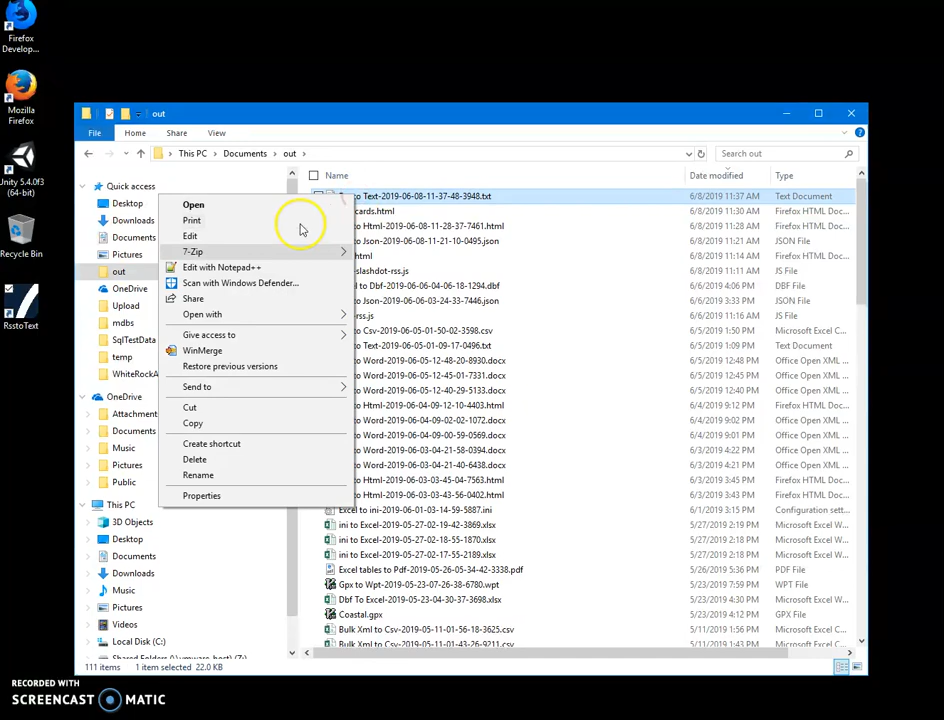 Firefox
Develop...
Mozilla
Firefox
Unity 5.4.0f3
(64-bit)
Recycle Bin
RsstoText
out
File Home Share View
This PC Documents out
Search out
Name Date modified Type
Quick access
Desktop
Downloads
Documents
Pictures
out
OneDrive
Upload
mdbs
SqlTestData
temp
WhiteRockA
OneDrive
Attachment
Documents
Music
Pictures
Public
This PC
3D Objects
Desktop
Documents
Downloads
Music
Pictures
Videos
Local Disk (C:)
Shared Folders (\\vmware-host) (Z:)
Open
Print
Edit
7-Zip
Edit with Notepad++
Scan with Windows Defender...
Share
Open with
Give access to
WinMerge
Restore previous versions
Send to
Cut
Copy
Create shortcut
Delete
Rename
Properties
to Text-2019-06-08-11-37-48-3948.txt 6/8/2019 11:37 AM Text Document
cards.html 6/8/2019 11:30 AM Firefox HTML Doc...
to Html-2019-06-08-11-28-37-7461.html 6/8/2019 11:28 AM Firefox HTML Doc...
to Json-2019-06-08-11-21-10-0495.json 6/8/2019 11:21 AM JSON File
html 6/8/2019 11:16 AM Firefox HTML Doc...
-slashdot-rss.js 6/8/2019 11:14 AM JS File
to Dbf-2019-06-06-04-06-18-1294.dbf 6/6/2019 4:06 PM DBF File
to Json-2019-06-06-03-24-33-7446.json 6/6/2019 3:33 PM JSON File
rss.js 6/6/2019 11:16 AM JS File
to Csv-2019-06-05-01-50-02-3598.csv 6/5/2019 1:50 PM Microsoft Excel C...
to Text-2019-06-05-01-09-17-0496.txt 6/5/2019 1:09 PM Text Document
to Word-2019-06-05-12-48-20-8930.docx 6/5/2019 12:48 PM Office Open XML ...
to Word-2019-06-05-12-45-01-7331.docx 6/5/2019 12:45 PM Office Open XML ...
to Word-2019-06-05-12-40-29-5133.docx 6/5/2019 12:40 PM Office Open XML ...
to Html-2019-06-04-09-12-10-4403.html 6/4/2019 9:12 PM Firefox HTML Doc...
to Word-2019-06-04-09-02-02-1072.docx 6/4/2019 9:02 PM Office Open XML ...
to Word-2019-06-04-09-00-59-0569.docx 6/4/2019 9:01 PM Office Open XML ...
to Word-2019-06-03-04-21-58-0394.docx 6/3/2019 4:22 PM Office Open XML ...
to Word-2019-06-03-04-21-40-6438.docx 6/3/2019 4:21 PM Office Open XML ...
to Html-2019-06-03-03-45-04-7563.html 6/3/2019 3:45 PM Firefox HTML Doc...
to Html-2019-06-03-03-43-56-0402.html 6/3/2019 3:43 PM Firefox HTML Doc...
Excel to ini-2019-06-01-03-14-59-5887.ini 6/1/2019 3:15 PM Configuration sett...
ini to Excel-2019-05-27-02-19-42-3869.xlsx 5/27/2019 2:19 PM Microsoft Excel W...
ini to Excel-2019-05-27-02-18-55-1870.xlsx 5/27/2019 2:18 PM Microsoft Excel W...
ini to Excel-2019-05-27-02-17-55-2189.xlsx 5/27/2019 2:18 PM Microsoft Excel W...
Excel tables to Pdf-2019-05-26-05-34-42-3338.pdf 5/26/2019 5:36 PM PDF File
Gpx to Wpt-2019-05-23-07-26-38-6780.wpt 5/23/2019 7:59 PM WPT File
Dbf To Excel-2019-05-23-04-30-37-3698.xlsx 5/23/2019 4:30 PM Microsoft Excel W...
Coastal.gpx 5/23/2019 4:12 PM GPX File
Bulk Xml to Csv-2019-05-11-01-56-18-3625.csv 5/11/2019 1:56 PM Microsoft Excel C...
Bulk Xml to Csv-2019-05-11-01-43-26-9211.csv 5/11/2019 1:43 PM Microsoft Excel C...
111 items 1 item selected 22.0 KB
RECORDED WITH
SCREENCAST MATIC